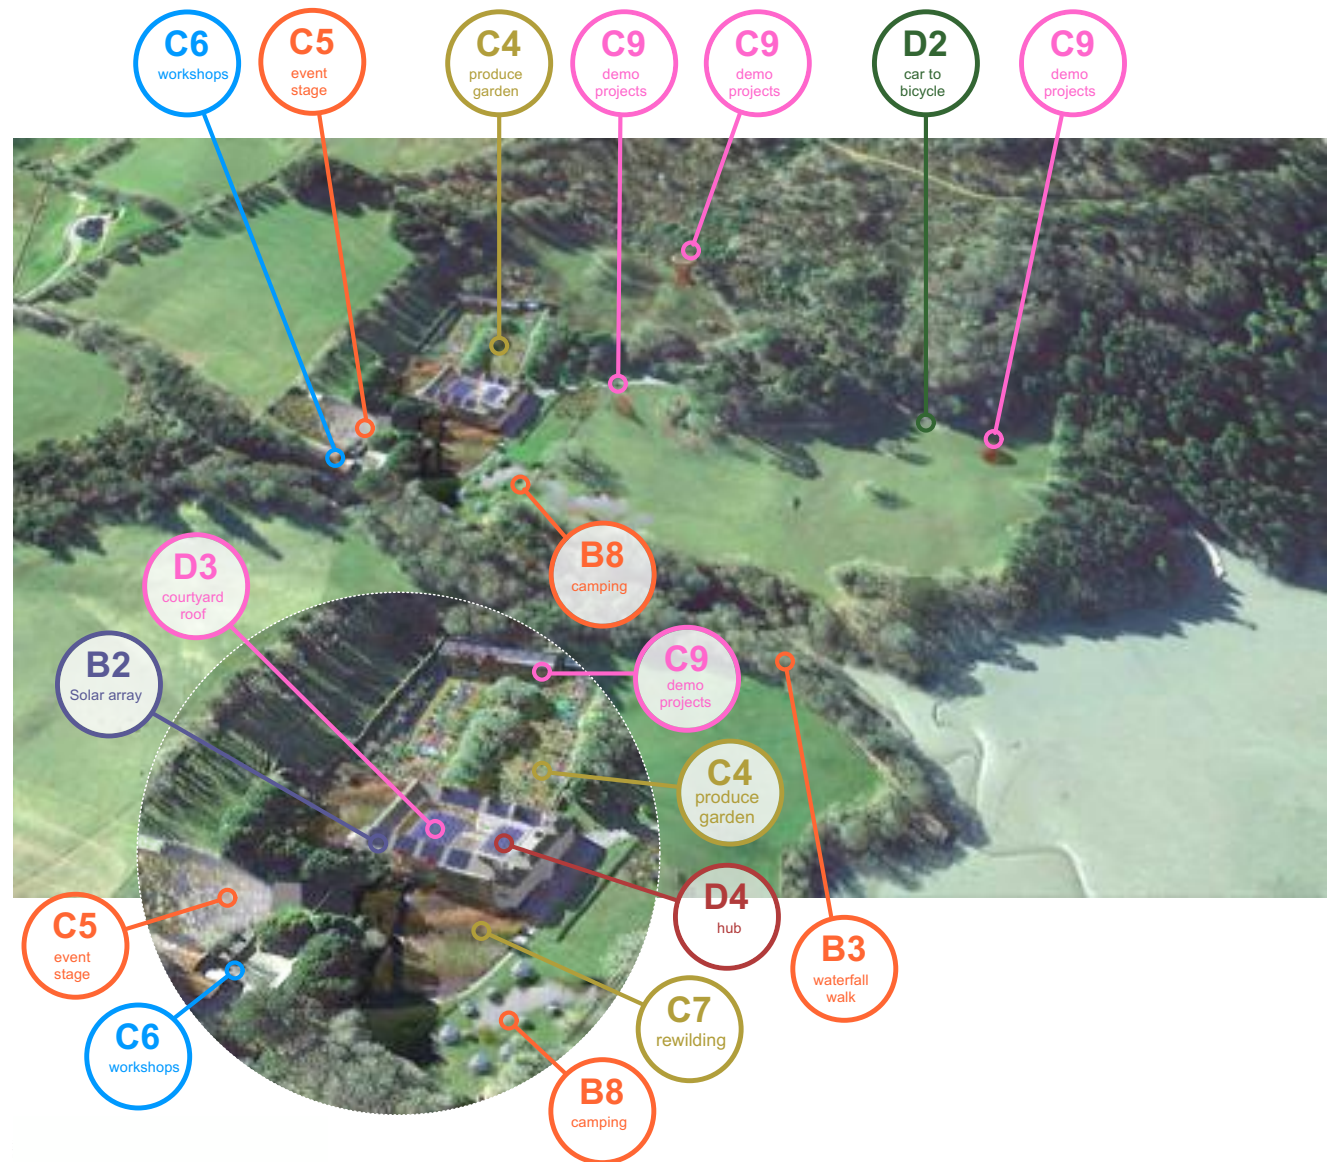 C6
workshops
C5
event
stage
C4
produce
garden
C9
demo
projects
C9
demo
projects
D2
car to
bicycle
C9
demo
projects
B8
camping
D3
courtyard
roof
B2
Solar array
C9
demo
projects
C4
produce
garden
D4
hub
C5
event
stage
B3
waterfall
walk
C7
rewilding
C6
workshops
B8
camping